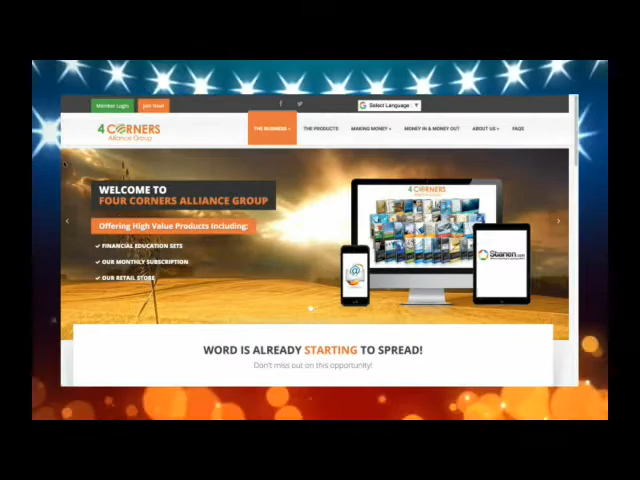 Member Login
Join Now!
Select Language
4 CORNERS
Alliance Group
THE BUSINESS
THE PRODUCTS
MAKING MONEY
MONEY IN & MONEY OUT
ABOUT US
FAQS
WELCOME TO
FOUR CORNERS ALLIANCE GROUP
Offering High Value Products Including:
✓ FINANCIAL EDUCATION SETS
✓ OUR MONTHLY SUBSCRIPTION
✓ OUR RETAIL STORE
4 CORNERS
WORD IS ALREADY STARTING TO SPREAD!
Don't miss out on this opportunity!